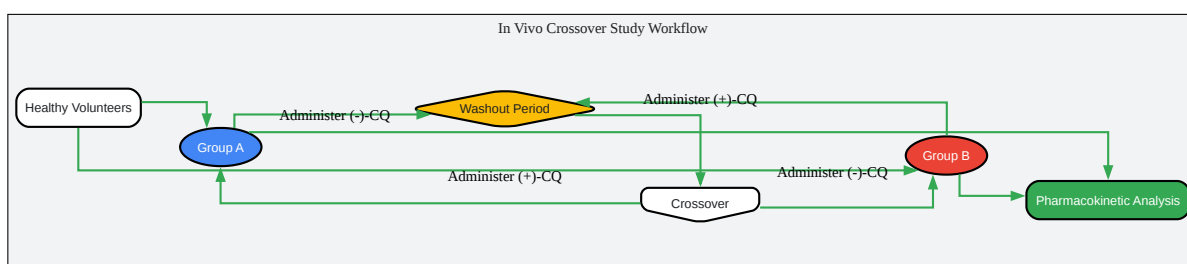 In Vivo Crossover Study Workflow
Healthy Volunteers
Administer (-)-CQ
Washout Period
Administer (+)-CQ
Group A
Group B
Administer (+)-CQ
Administer (-)-CQ
Crossover
Pharmacokinetic Analysis